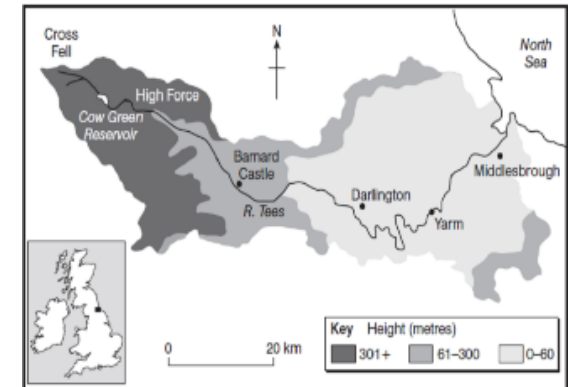 Cross
Fell
N
North
Sea
High Force
Cow Green
Reservoir
Barnard
Castle
Middlesbrough
Darlington
R. Tees
Yarm
Key Height (metres)
301+ 61–300 0–60
0 20 km